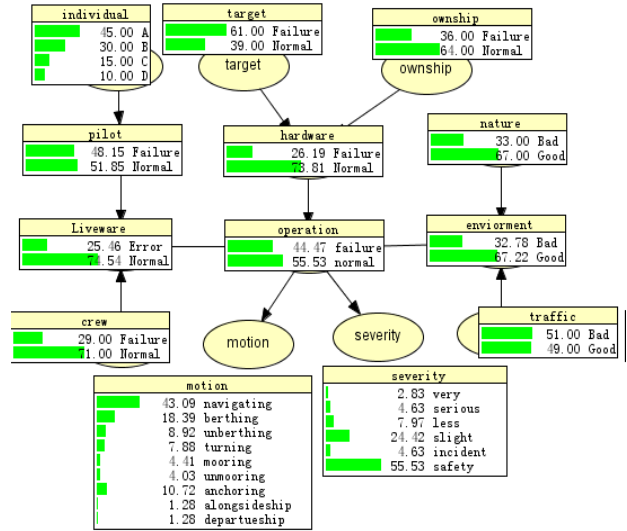 individual
45.00 A
30.00 B
15.00 C
10.00 D
target
61.00 Failure
39.00 Normal
target
ownship
36.00 Failure
64.00 Normal
ownship
pilot
48.15 Failure
51.85 Normal
hardware
26.19 Failure
73.81 Normal
nature
33.00 Bad
67.00 Good
Liveware
25.46 Error
74.54 Normal
operation
44.47 failure
55.53 normal
enviorment
32.78 Bad
67.22 Good
crew
29.00 Failure
71.00 Normal
motion
severity
traffic
51.00 Bad
49.00 Good
motion
43.09 navigating
18.39 berthing
8.92 unberthing
7.88 turning
4.41 mooring
4.03 unmooring
10.72 anchoring
1.28 alongsideship
1.28 departueship
severity
2.83 very
4.63 serious
7.97 less
24.42 slight
4.63 incident
55.53 safety